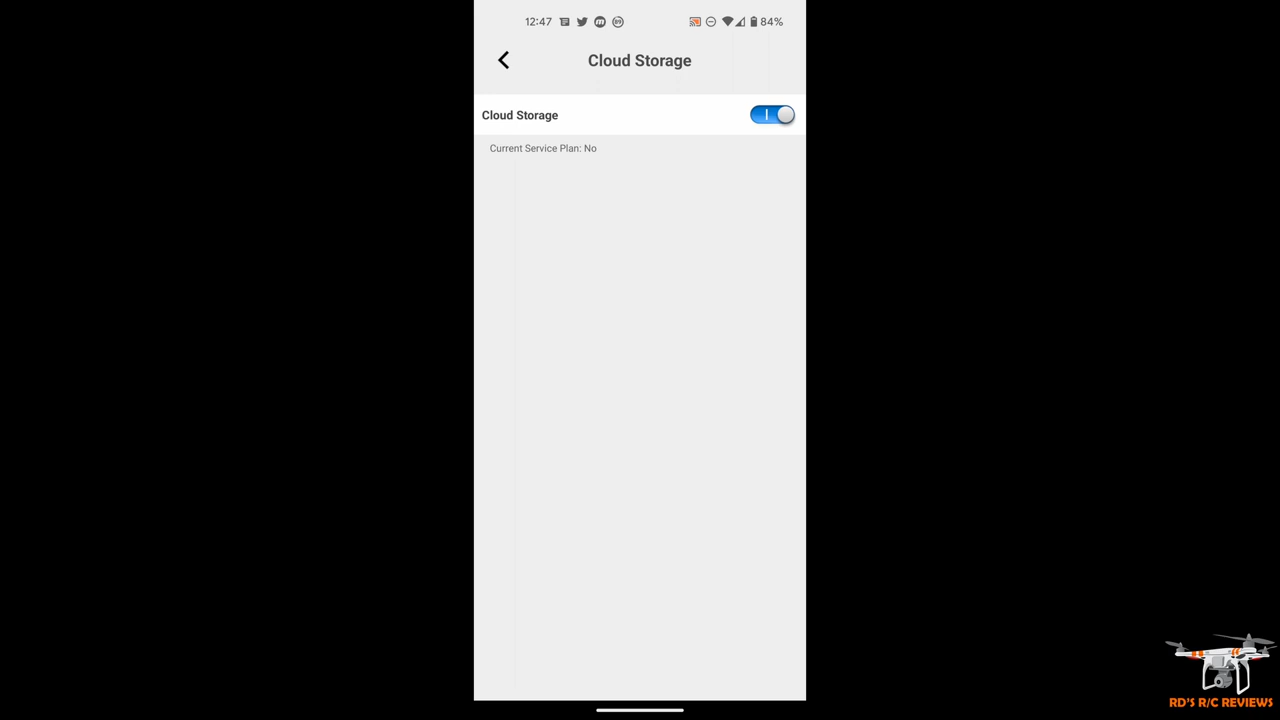 12:47
84%
Cloud Storage
Cloud Storage
Current Service Plan: No
RD'S R/C REVIEWS